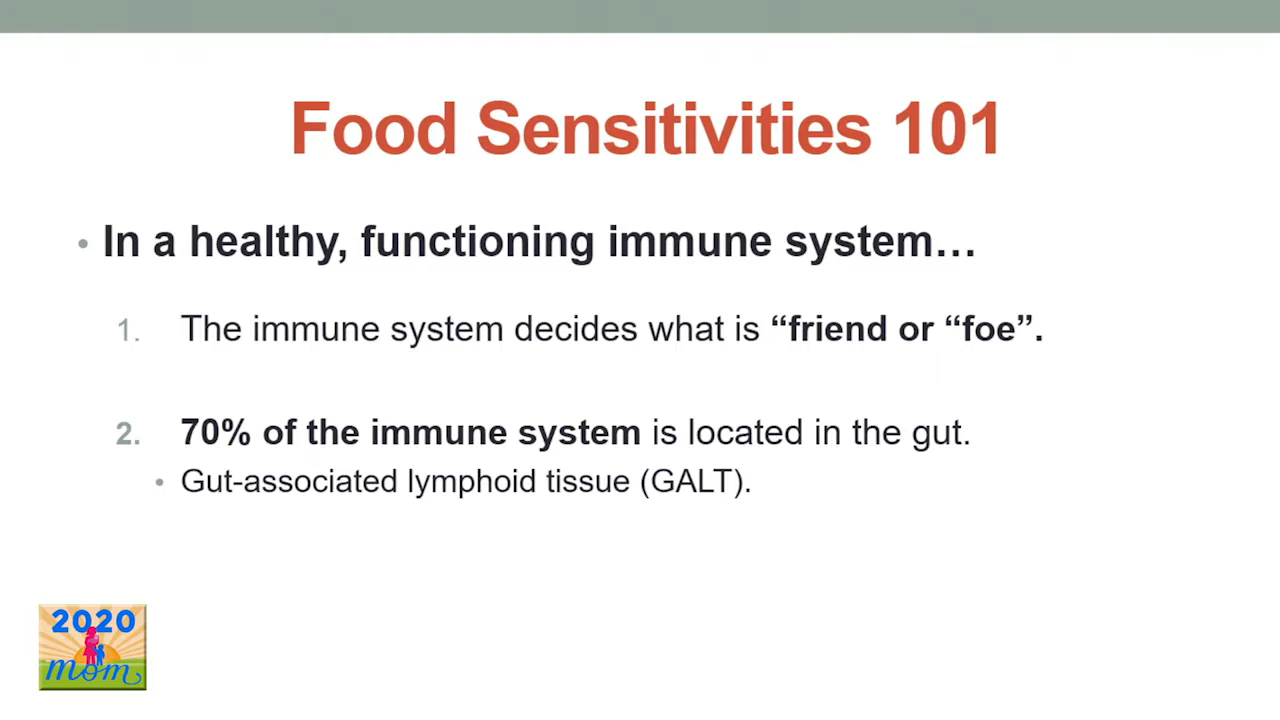 Food Sensitivities 101
• In a healthy, functioning immune system…
1. The immune system decides what is “friend or “foe”.
2. 70% of the immune system is located in the gut.
• Gut-associated lymphoid tissue (GALT).
2020
mom